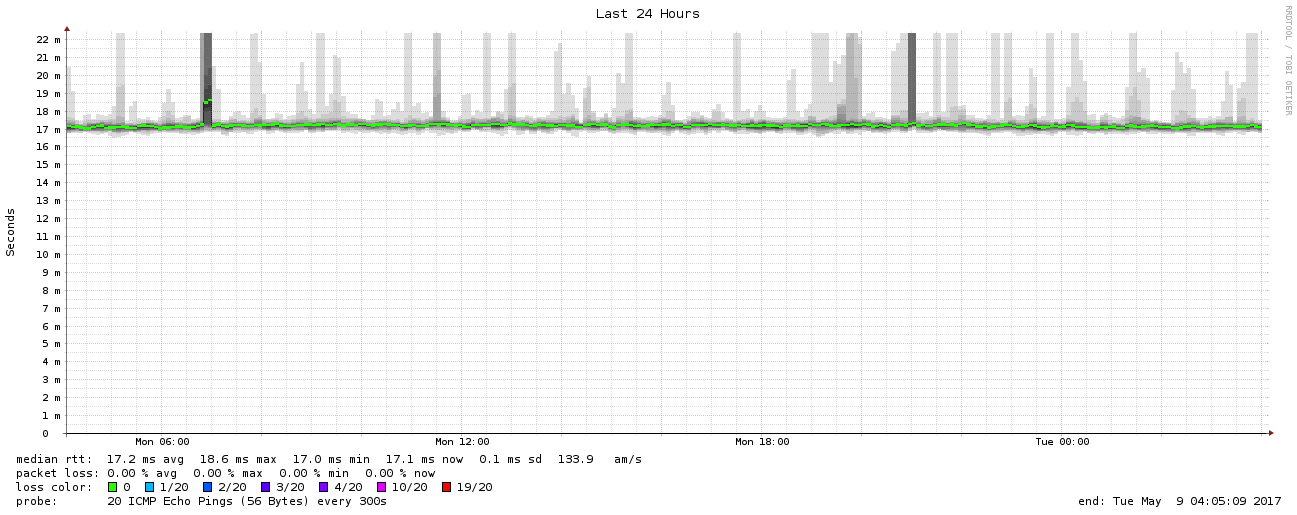 Last 24 Hours
RRDTOOL / TOBI OETIKER
Seconds
22 m
21 m
20 m
19 m
18 m
17 m
16 m
15 m
14 m
13 m
12 m
11 m
10 m
9 m
8 m
7 m
6 m
5 m
4 m
3 m
2 m
1 m
0
Mon 06:00 Mon 12:00 Mon 18:00 Tue 00:00
median rtt: 17.2 ms avg 18.6 ms max 17.0 ms min 17.1 ms now 0.1 ms sd 133.9 am/s
packet loss: 0.00 % avg 0.00 % max 0.00 % min 0.00 % now
loss color: 0 1/20 2/20 3/20 4/20 10/20 19/20
probe: 20 ICMP Echo Pings (56 Bytes) every 300s end: Tue May 9 04:05:09 2017